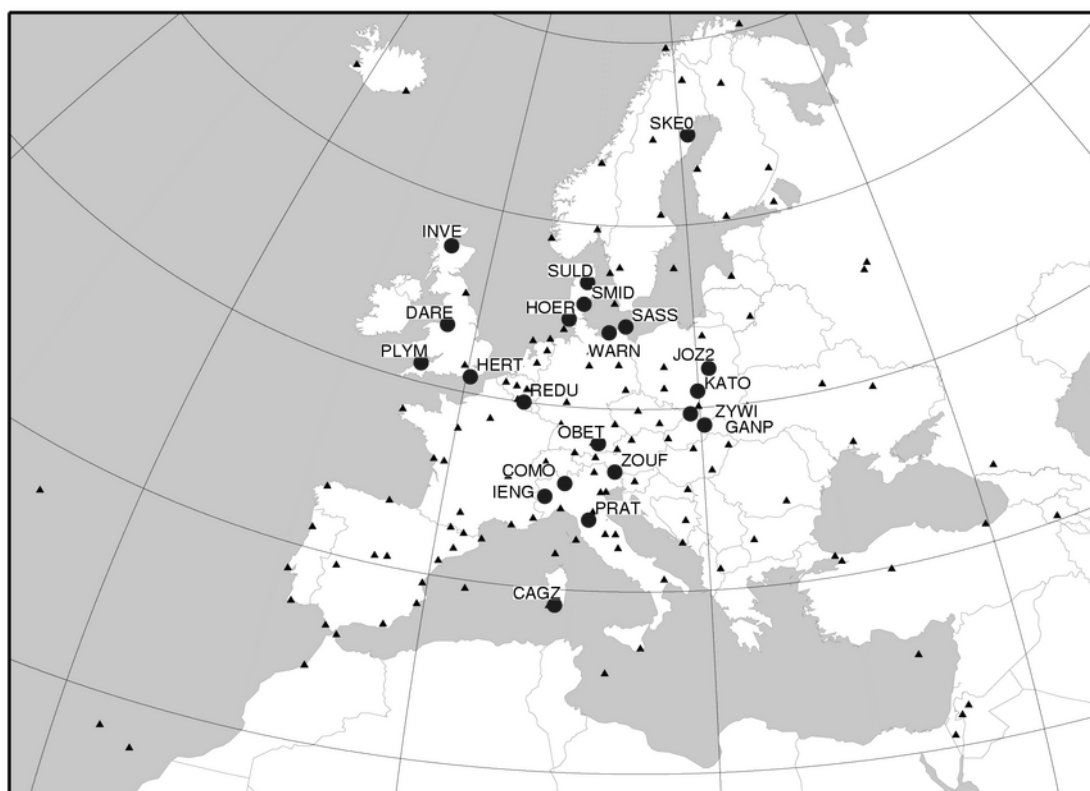 SKE0
INVE
SULD
SMID
HOER
DARE
SASS
WARN
PLYM
HERT
JOZ2
REDU
KATO
ZYWI
GANP
OBET
ZOUF
COMO
IENG
PRAT
CAGZ